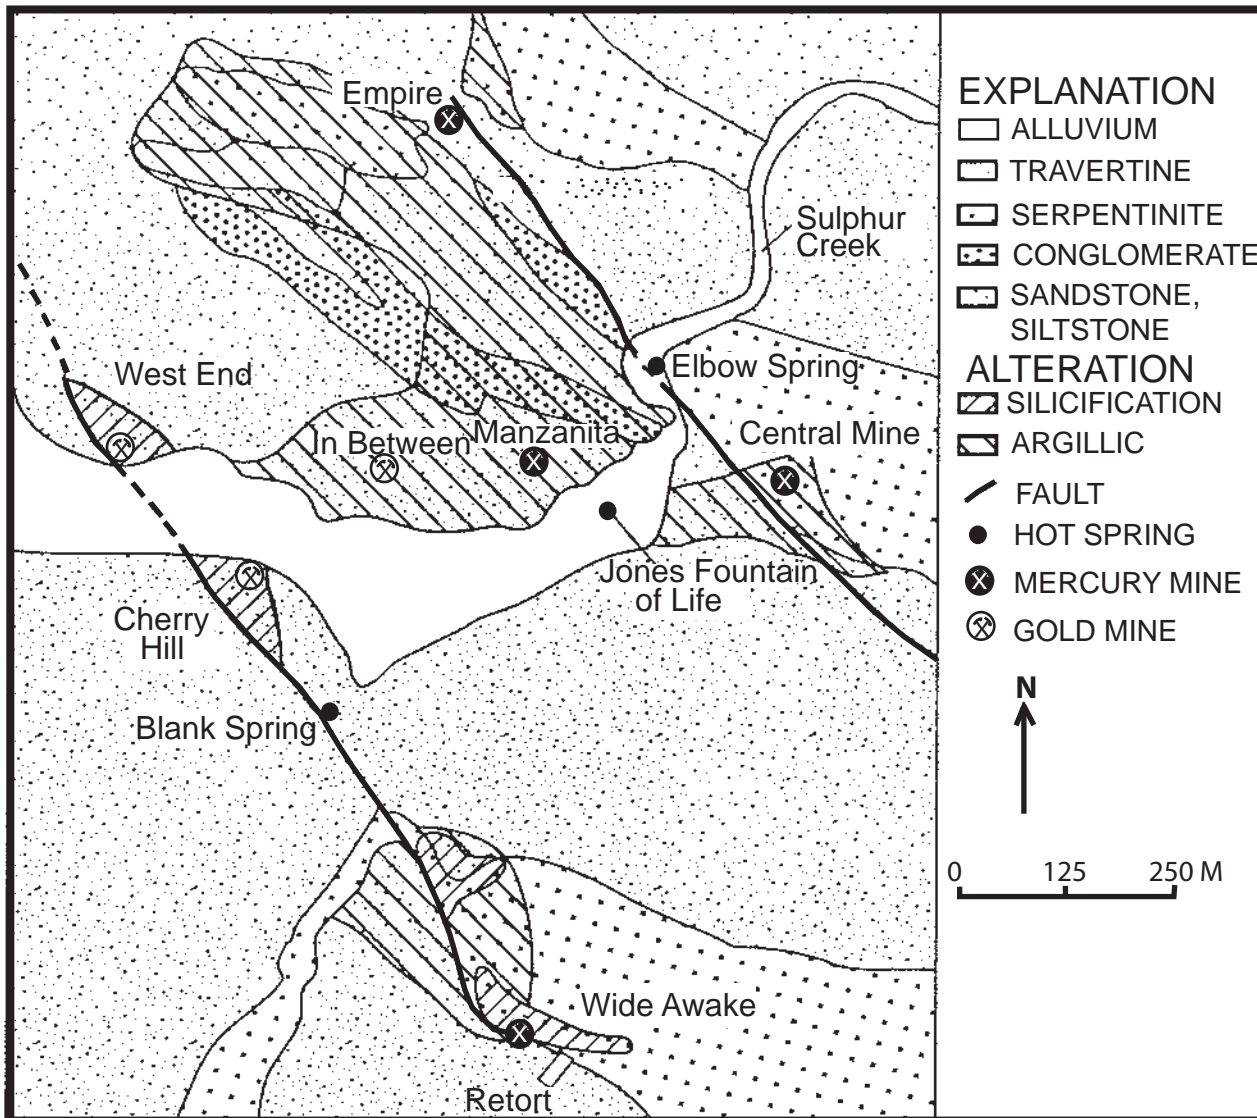 Empire
Sulphur
Creek
West End
Elbow Spring
In Between
Manzanita
Central Mine
Jones Fountain
of Life
Cherry
Hill
Blank Spring
Wide Awake
Retort
EXPLANATION
ALLUVIUM
TRAVERTINE
SERPENTINITE
CONGLOMERATE
SANDSTONE,
SILTSTONE
ALTERATION
SILICIFICATION
ARGILLIC
FAULT
HOT SPRING
MERCURY MINE
GOLD MINE
N
0 125 250 M